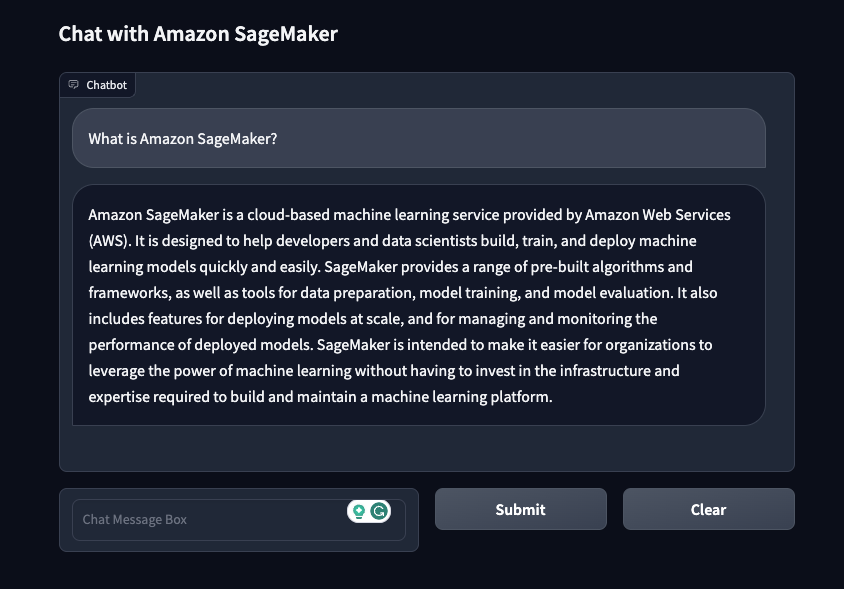 Chat with Amazon SageMaker
Chatbot
What is Amazon SageMaker?
Amazon SageMaker is a cloud-based machine learning service provided by Amazon Web Services
(AWS). It is designed to help developers and data scientists build, train, and deploy machine
learning models quickly and easily. SageMaker provides a range of pre-built algorithms and
frameworks, as well as tools for data preparation, model training, and model evaluation. It also
includes features for deploying models at scale, and for managing and monitoring the
performance of deployed models. SageMaker is intended to make it easier for organizations to
leverage the power of machine learning without having to invest in the infrastructure and
expertise required to build and maintain a machine learning platform.
Chat Message Box
Submit
Clear